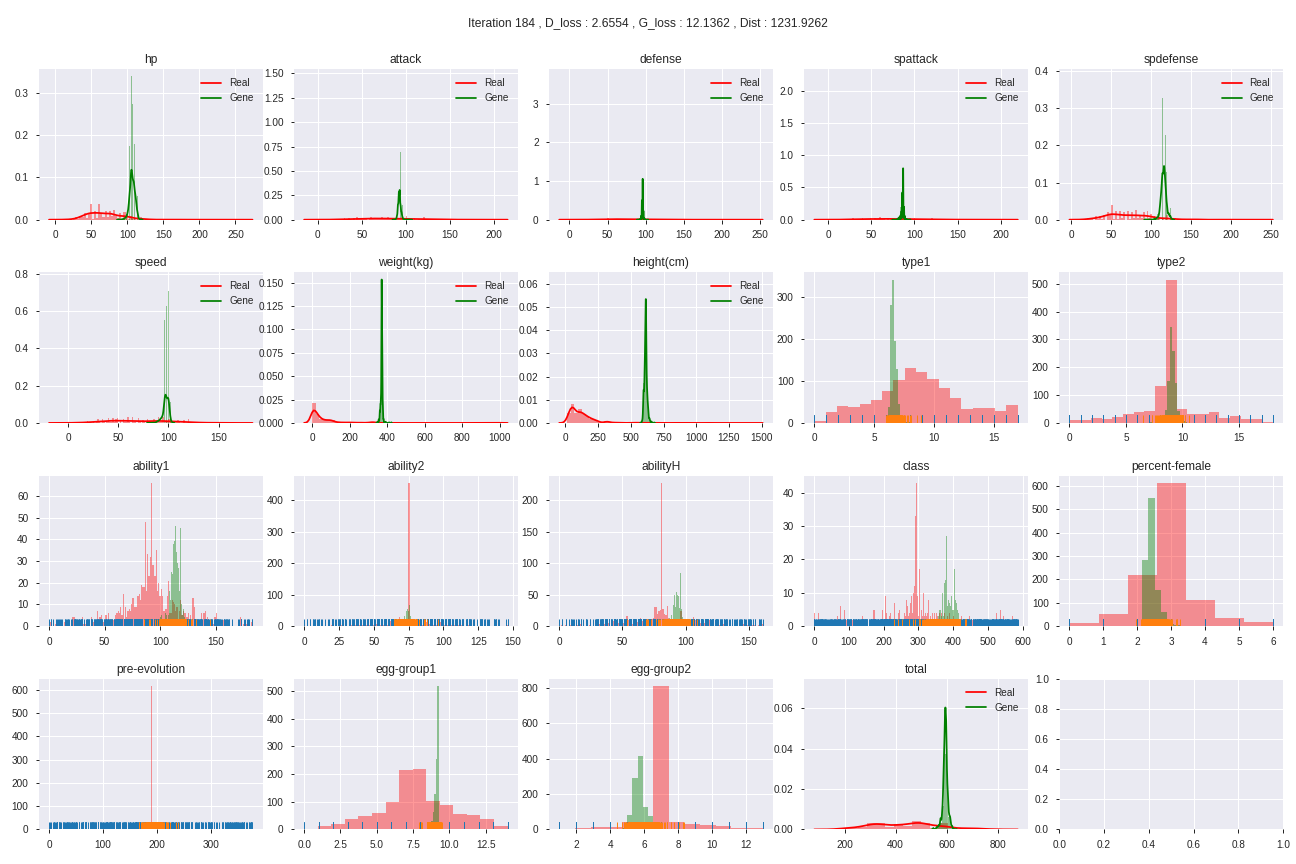 Iteration 184 , D_loss : 2.6554 , G_loss : 12.1362 , Dist : 1231.9262
hp
Real
Gene
0.3
0.2
0.1
0.0
0 50 100 150 200 250
attack
Real
Gene
1.50
1.25
1.00
0.75
0.50
0.25
0.00
0 50 100 150 200
defense
Real
Gene
3
2
1
0
0 50 100 150 200 250
spattack
Real
Gene
2.0
1.5
1.0
0.5
0.0
0 50 100 150 200
spdefense
Real
Gene
0.4
0.3
0.2
0.1
0.0
0 50 100 150 200 250
speed
Real
Gene
0.8
0.6
0.4
0.2
0.0
0 50 100 150
weight(kg)
Real
Gene
0.150
0.125
0.100
0.075
0.050
0.025
0.000
0 200 400 600 800 1000
height(cm)
Real
Gene
0.06
0.05
0.04
0.03
0.02
0.01
0.00
0 250 500 750 1000 1250 1500
type1
300
200
100
0
0 5 10 15
type2
500
400
300
200
100
0
0 5 10 15
ability1
60
50
40
30
20
10
0
0 50 100 150
ability2
400
300
200
100
0
0 25 50 75 100 125 150
abilityH
200
150
100
50
0
0 50 100 150
class
40
30
20
10
0
0 100 200 300 400 500 600
percent-female
600
500
400
300
200
100
0
0 1 2 3 4 5 6
pre-evolution
600
500
400
300
200
100
0
0 100 200 300
egg-group1
500
400
300
200
100
0
0.0 2.5 5.0 7.5 10.0 12.5
egg-group2
800
600
400
200
0
2 4 6 8 10 12
total
Real
Gene
0.06
0.04
0.02
0.00
200 400 600 800
1.0
0.8
0.6
0.4
0.2
0.0
0.0 0.2 0.4 0.6 0.8 1.0